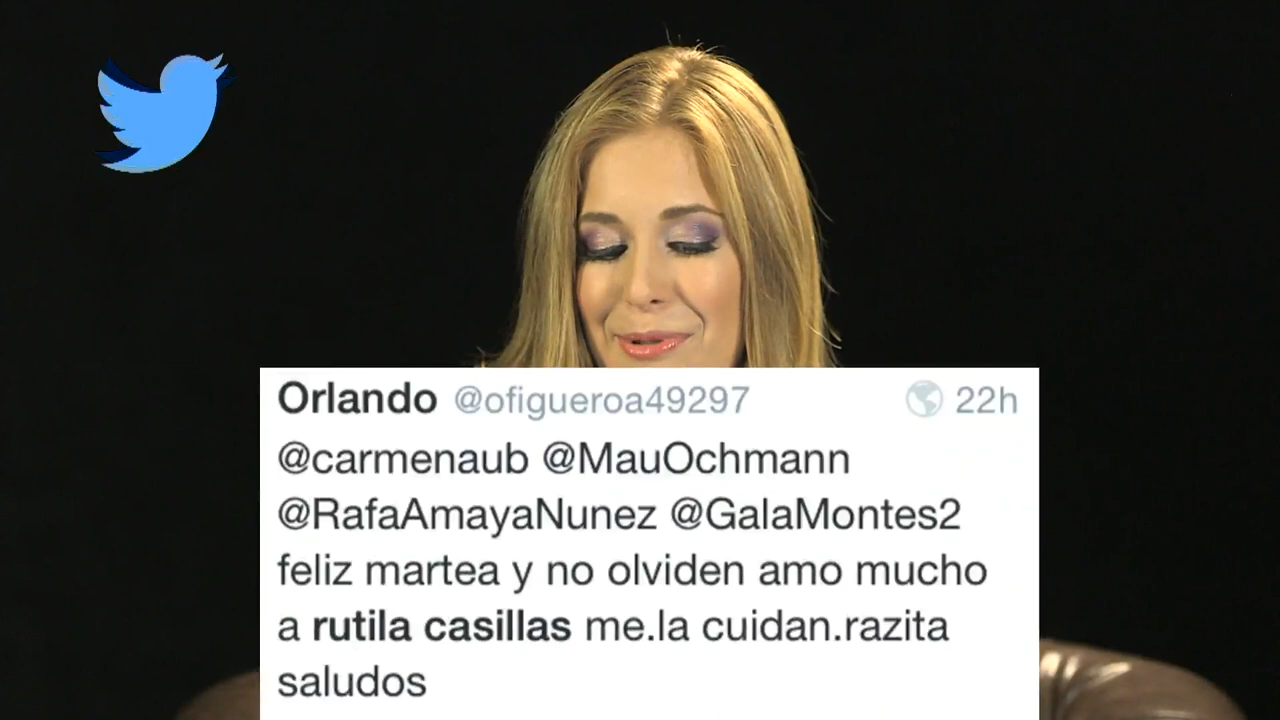 Orlando @ofigueroa49297 22h
@carmenaub @MauOchmann
@RafaAmayaNunez @GalaMontes2
feliz martea y no olviden amo mucho
a rutila casillas me.la cuidan.razita
saludos